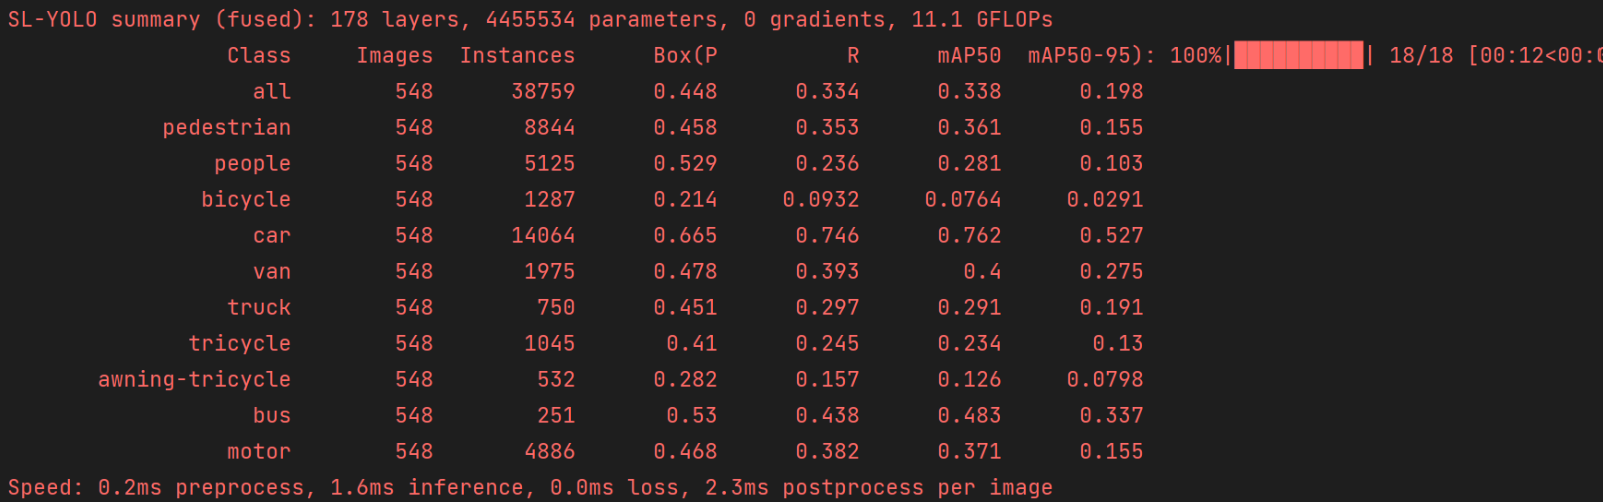 SL-YOLO summary (fused): 178 layers, 4455534 parameters, 0 gradients, 11.1 GFLOPs
Class Images Instances Box(P R mAP50 mAP50-95): 100%|██████████| 18/18 [00:12<00:0
all 548 38759 0.448 0.334 0.338 0.198
pedestrian 548 8844 0.458 0.353 0.361 0.155
people 548 5125 0.529 0.236 0.281 0.103
bicycle 548 1287 0.214 0.0932 0.0764 0.0291
car 548 14064 0.665 0.746 0.762 0.527
van 548 1975 0.478 0.393 0.4 0.275
truck 548 750 0.451 0.297 0.291 0.191
tricycle 548 1045 0.41 0.245 0.234 0.13
awning-tricycle 548 532 0.282 0.157 0.126 0.0798
bus 548 251 0.53 0.438 0.483 0.337
motor 548 4886 0.468 0.382 0.371 0.155
Speed: 0.2ms preprocess, 1.6ms inference, 0.0ms loss, 2.3ms postprocess per image